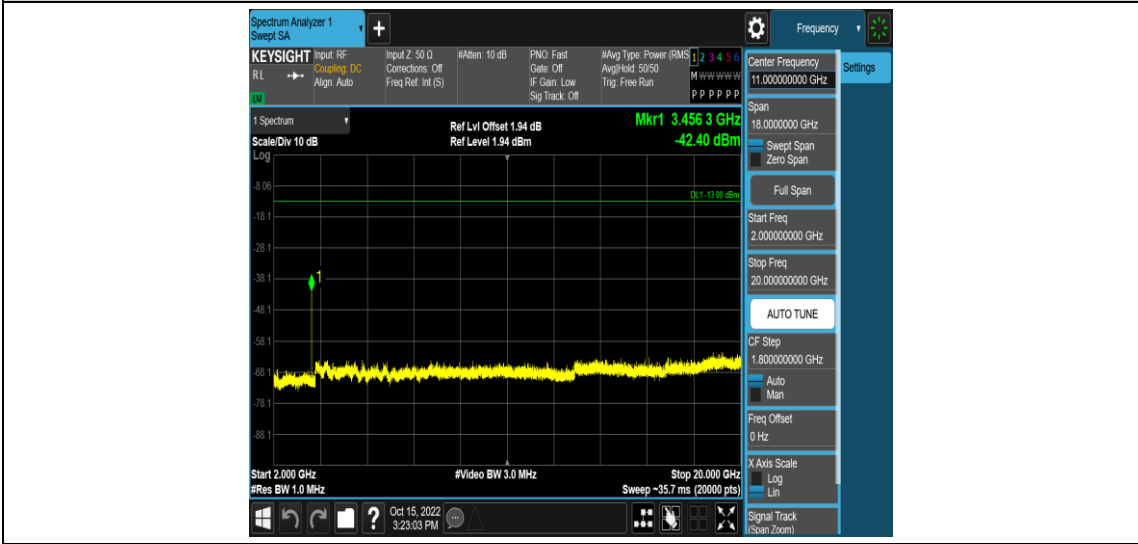 Spectrum Analyzer 1
Swept SA
+
Frequency
KEYSIGHT
RL
Input: RF
Coupling: DC
Align: Auto
Input Z: 50 Ω
Corrections: Off
Freq Ref: Int (S)
#Atten: 10 dB
PNO: Fast
Gate: Off
IF Gain: Low
Sig Track: Off
#Avg Type: Power (RMS
Avg|Hold: 50/50
Trig: Free Run
1 2 3 4 5 6
M W W W W W
P P P P P P
1 Spectrum
Scale/Div 10 dB
Log
Ref Lvl Offset 1.94 dB
Ref Level 1.94 dBm
Mkr1 3.456 3 GHz
-42.40 dBm
DL1 -13.00 dBm
-8.06
-18.1
-28.1
-38.1
-48.1
-58.1
-68.1
-78.1
-88.1
1
Start 2.000 GHz
#Res BW 1.0 MHz
#Video BW 3.0 MHz
Stop 20.000 GHz
Sweep ~35.7 ms (20000 pts)
?
Oct 15, 2022
3:23:03 PM
Center Frequency
11.000000000 GHz
Settings
Span
18.0000000 GHz
Swept Span
Zero Span
Full Span
Start Freq
2.000000000 GHz
Stop Freq
20.000000000 GHz
AUTO TUNE
CF Step
1.800000000 GHz
Auto
Man
Freq Offset
0 Hz
X Axis Scale
Log
Lin
Signal Track
(Span Zoom)